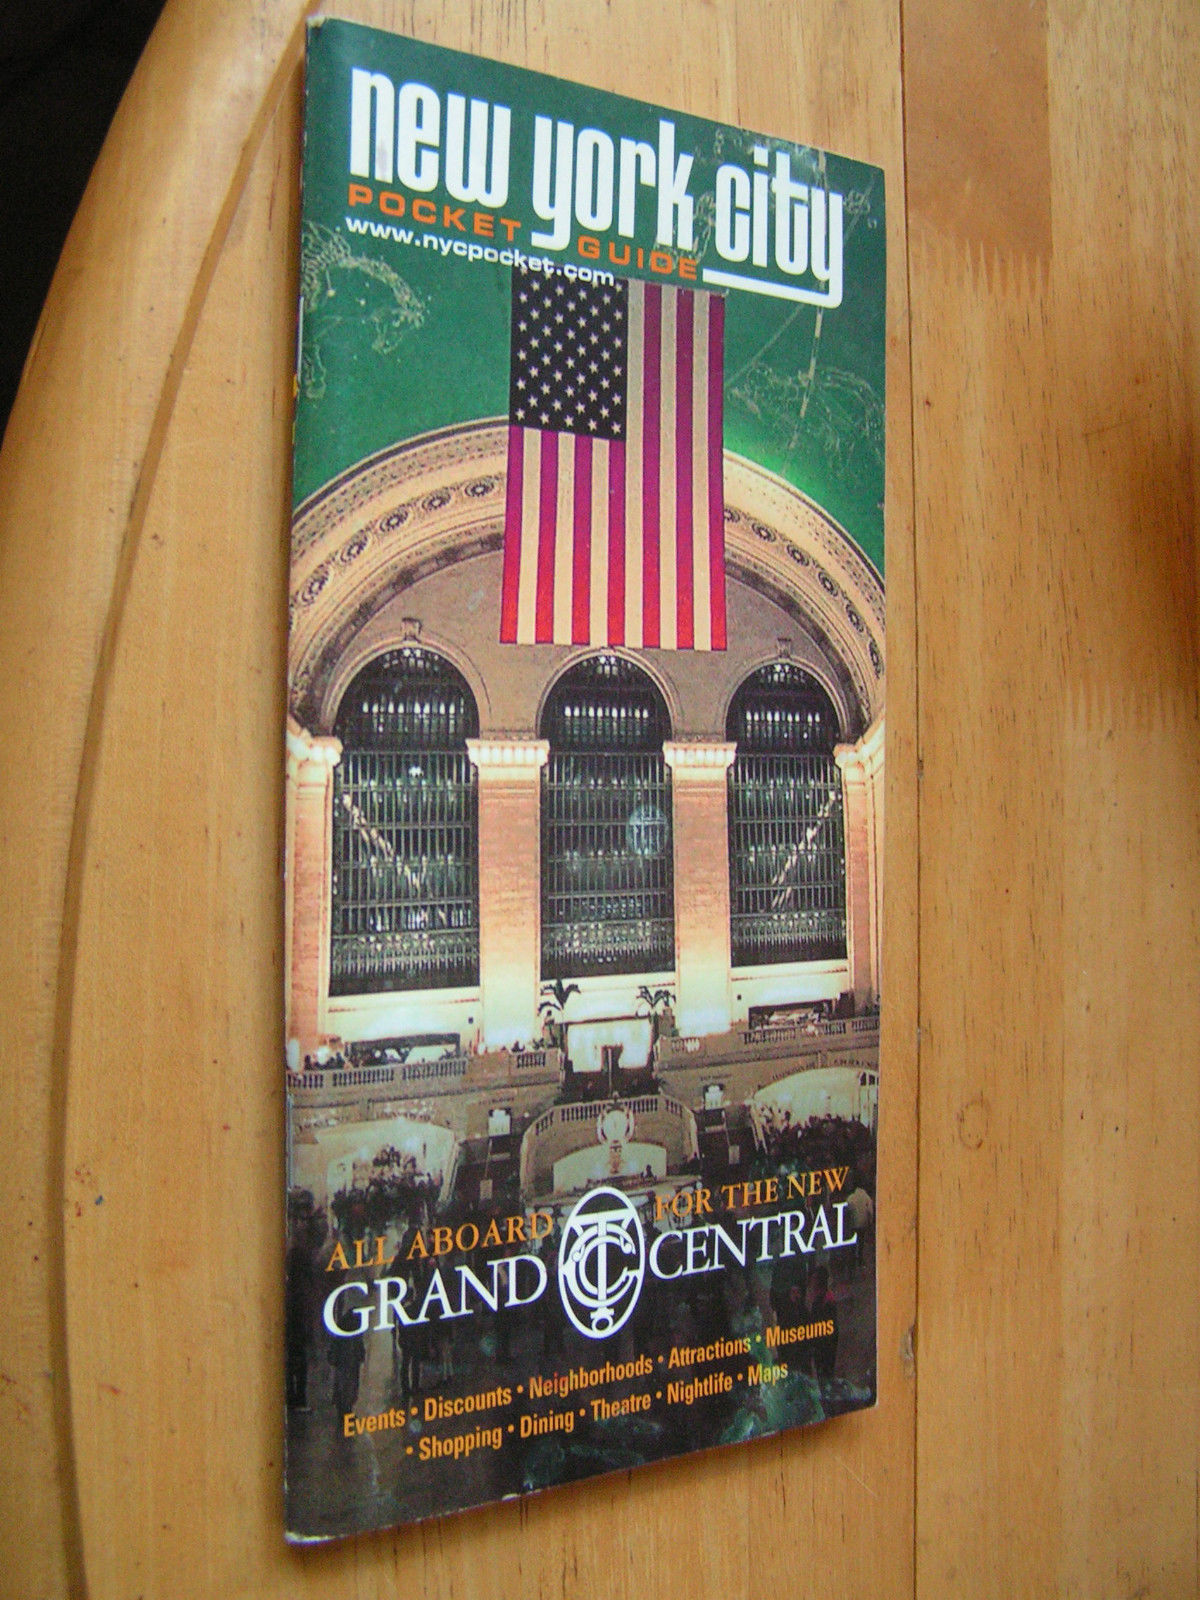 new york city
POCKET GUIDE
www.nycpocket.com
ALL ABOARD FOR THE NEW
GRAND GCT CENTRAL
Events • Discounts • Neighborhoods • Attractions • Museums
• Shopping • Dining • Theatre • Nightlife • Maps